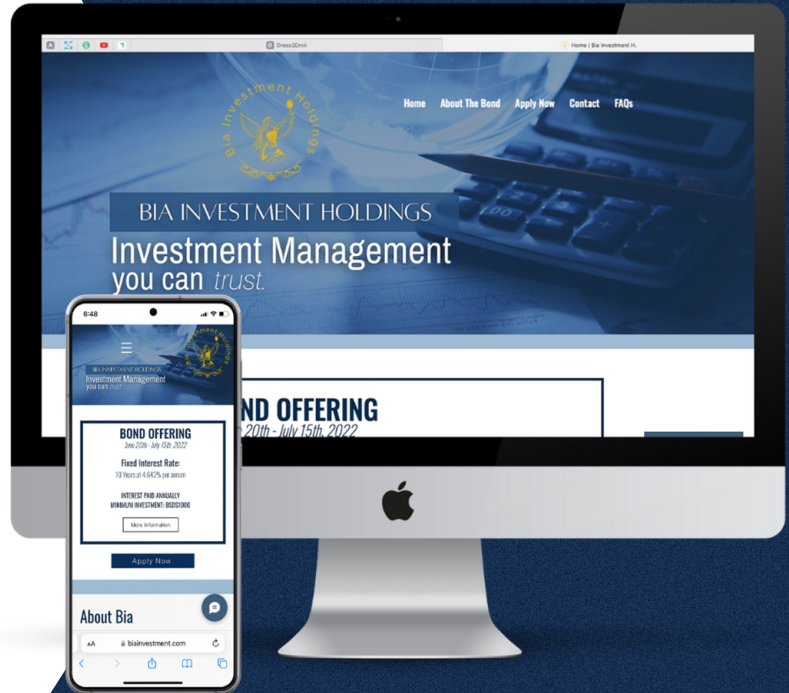 Dress2Envii
Home | Bia Investment H.
Bia Investment Holdings
Home About The Bond Apply Now Contact FAQs
BIA INVESTMENT HOLDINGS
Investment Management
you can trust.
ND OFFERING
20th - July 15th, 2022
6:48
Bia Investment Holdings
BIA INVESTMENT HOLDINGS
Investment Management
you can trust.
BOND OFFERING
June 20th - July 15th, 2022
Fixed Interest Rate:
10 Years at 4.642% per annum
INTEREST PAID ANNUALLY
MINIMUM INVESTMENT: BSD$1000
More Information
Apply Now
About Bia
AA biainvestment.com